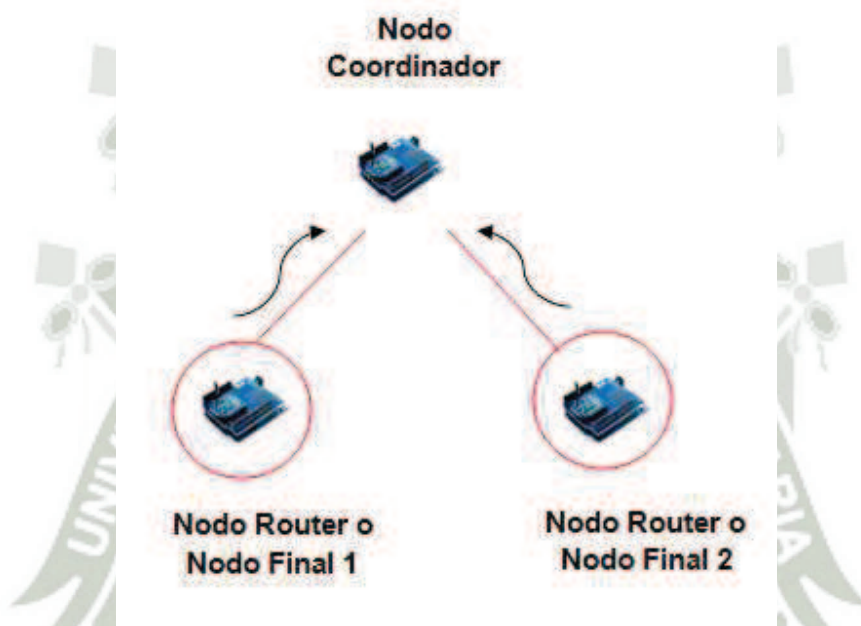 Nodo
Coordinador
Nodo Router o
Nodo Final 1
Nodo Router o
Nodo Final 2